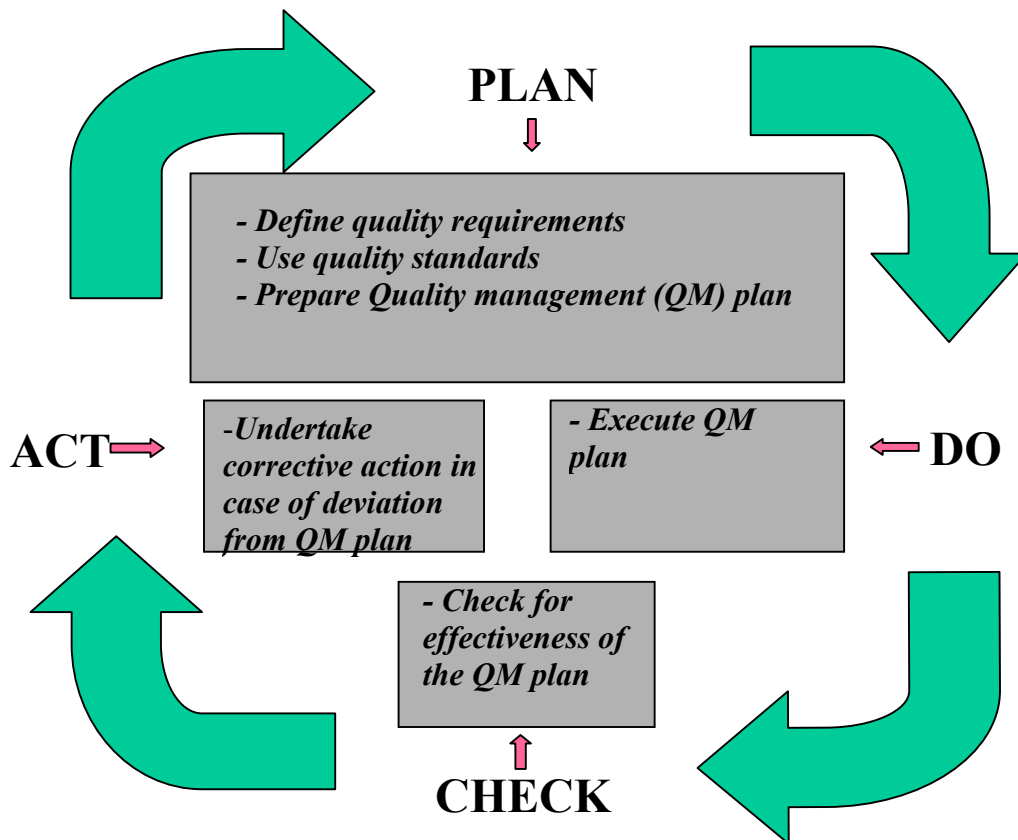 PLAN
- Define quality requirements
- Use quality standards
- Prepare Quality management (QM) plan
ACT
-Undertake
corrective action in
case of deviation
from QM plan
- Execute QM
plan
DO
- Check for
effectiveness of
the QM plan
CHECK